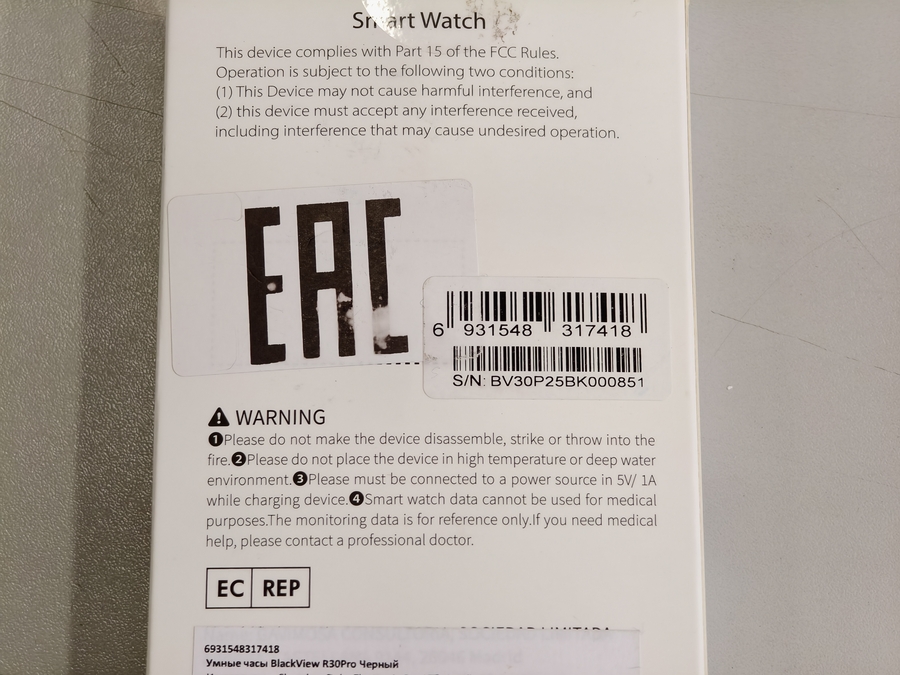 Smart Watch
This device complies with Part 15 of the FCC Rules.
Operation is subject to the following two conditions:
(1) This Device may not cause harmful interference, and
(2) this device must accept any interference received,
including interference that may cause undesired operation.
EAC
6 931548 317418
S/N: BV30P25BK000851
WARNING
❶Please do not make the device disassemble, strike or throw into the
fire.❷Please do not place the device in high temperature or deep water
environment.❸Please must be connected to a power source in 5V/ 1A
while charging device.❹Smart watch data cannot be used for medical
purposes.The monitoring data is for reference only.If you need medical
help, please contact a professional doctor.
EC REP
SOCIEDAD LIMITADA
6931548317418
Умные часы BlackView R30Pro Черный